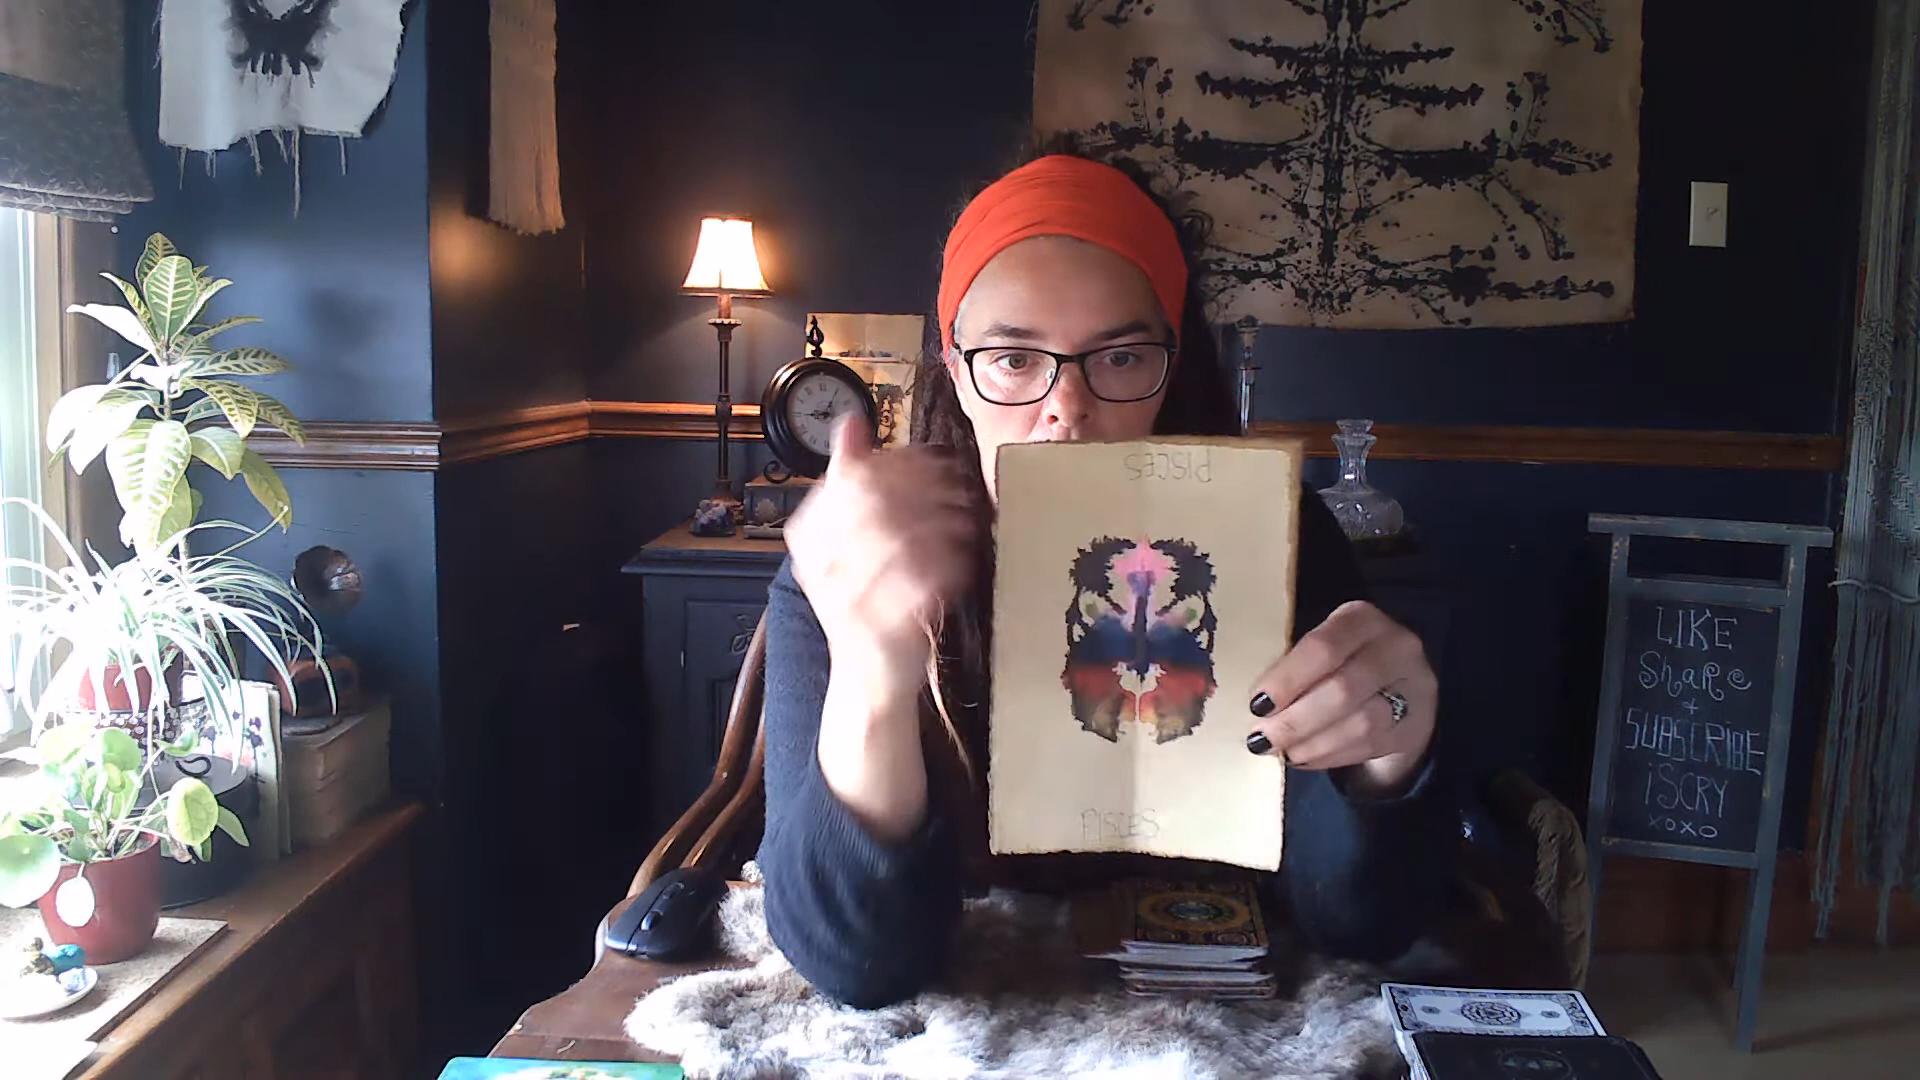 PISCES
PISCES
LIKE
SHaRe
+
SUBSCRIBE
iSCRY
XOXO